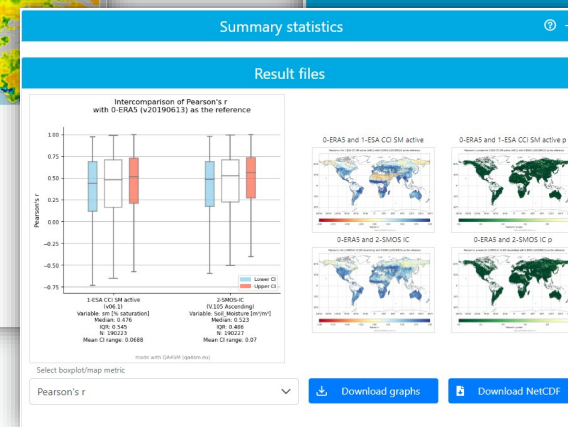 Summary statistics
Result files
Intercomparison of Pearson's r
with 0-ERA5 (v20190613) as the reference
1.00
0.75
0.50
0.25
0.00
−0.25
−0.50
−0.75
Pearson's r
Lower CI
Upper CI
1-ESA CCI SM active
(v06.1)
Variable: sm [% saturation]
Median: 0.476
IQR: 0.545
N: 190223
Mean CI range: 0.0688
2-SMOS-IC
(V.105 Ascending)
Variable: Soil_Moisture [m³/m³]
Median: 0.523
IQR: 0.486
N: 190227
Mean CI range: 0.07
made with QA4SM (qa4sm.eu)
0-ERA5 and 1-ESA CCI SM active
0-ERA5 and 1-ESA CCI SM active p
0-ERA5 and 2-SMOS IC
0-ERA5 and 2-SMOS IC p
Select boxplot/map metric
Pearson's r
Download graphs
Download NetCDF